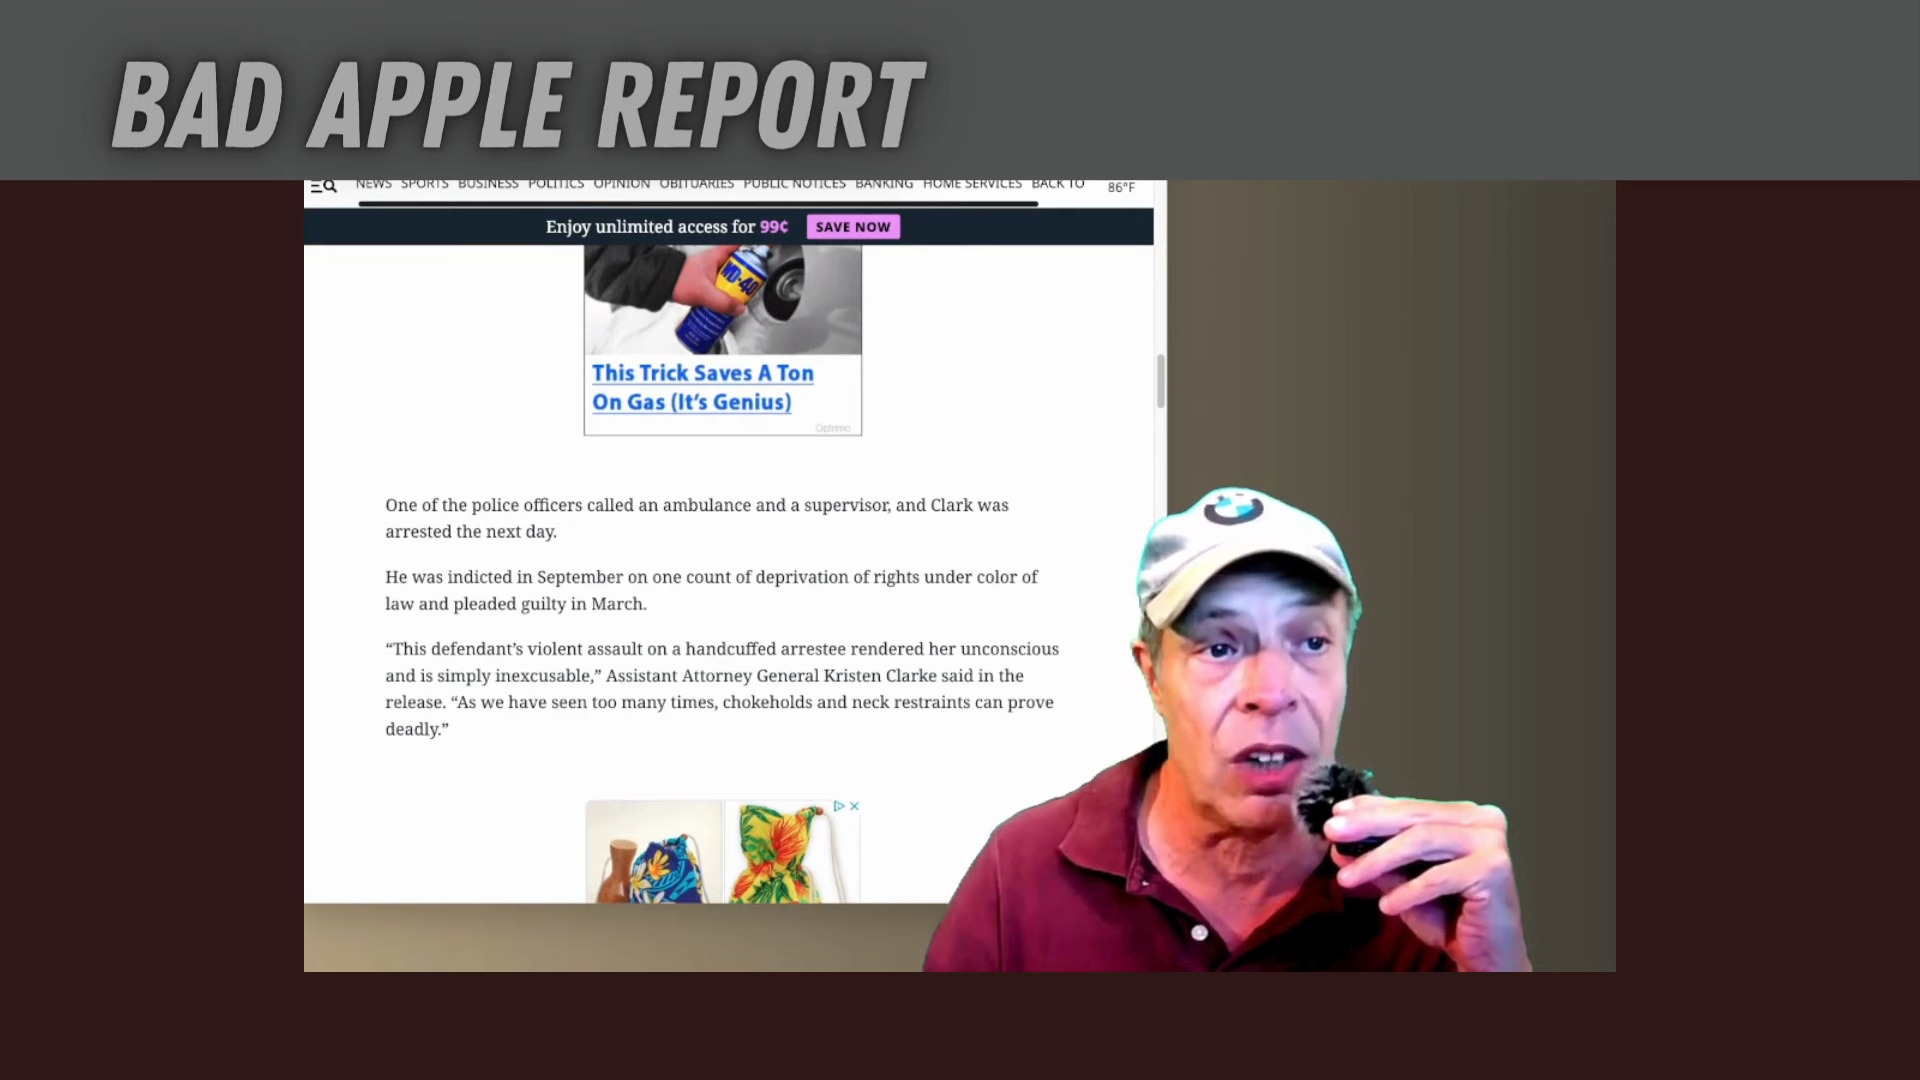 BAD APPLE REPORT
NEWS SPORTS BUSINESS POLITICS OPINION OBITUARIES PUBLIC NOTICES BANKING HOME SERVICES BACK TO 86°F
Enjoy unlimited access for 99¢ SAVE NOW
WD-40
This Trick Saves A Ton
On Gas (It's Genius)
Optrimo
One of the police officers called an ambulance and a supervisor, and Clark was
arrested the next day.
He was indicted in September on one count of deprivation of rights under color of
law and pleaded guilty in March.
“This defendant’s violent assault on a handcuffed arrestee rendered her unconscious
and is simply inexcusable,” Assistant Attorney General Kristen Clarke said in the
release. “As we have seen too many times, chokeholds and neck restraints can prove
deadly.”